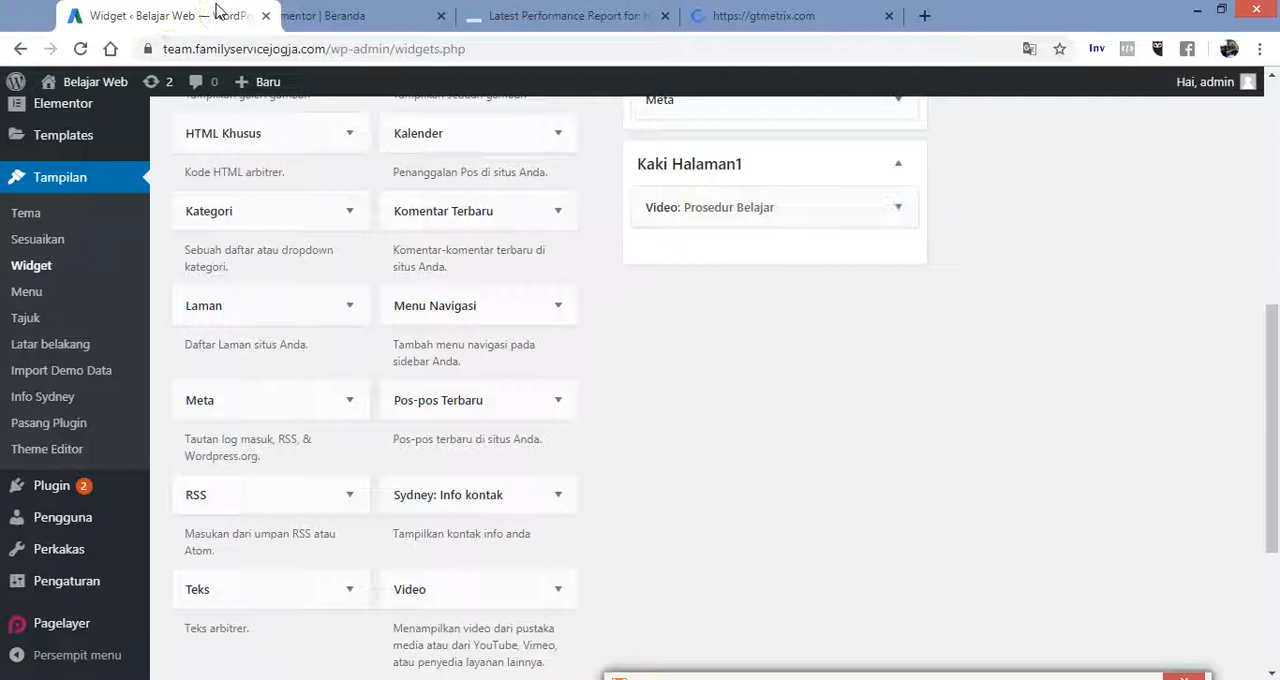 Widget ‹ Belajar Web — WordPr
mentor | Beranda
Latest Performance Report for: h
https://gtmetrix.com
team.familyservicejogja.com/wp-admin/widgets.php
Inv
Belajar Web
2
0
Baru
Hai, admin
Elementor
Templates
Tampilan
Tema
Sesuaikan
Widget
Menu
Tajuk
Latar belakang
Import Demo Data
Info Sydney
Pasang Plugin
Theme Editor
Plugin 2
Pengguna
Perkakas
Pengaturan
Pagelayer
Persempit menu
Tampilkan galeri gambar.
Tampilkan sebuah gambar.
HTML Khusus
Kalender
Kode HTML arbitrer.
Penanggalan Pos di situs Anda.
Kategori
Komentar Terbaru
Sebuah daftar atau dropdown
kategori.
Komentar-komentar terbaru di
situs Anda.
Laman
Menu Navigasi
Daftar Laman situs Anda.
Tambah menu navigasi pada
sidebar Anda.
Meta
Pos-pos Terbaru
Tautan log masuk, RSS, &
Wordpress.org.
Pos-pos terbaru di situs Anda.
RSS
Sydney: Info kontak
Masukan dari umpan RSS atau
Atom.
Tampilkan kontak info anda
Teks
Video
Teks arbitrer.
Menampilkan video dari pustaka
media atau dari YouTube, Vimeo,
atau penyedia layanan lainnya.
Meta
Kaki Halaman1
Video: Prosedur Belajar